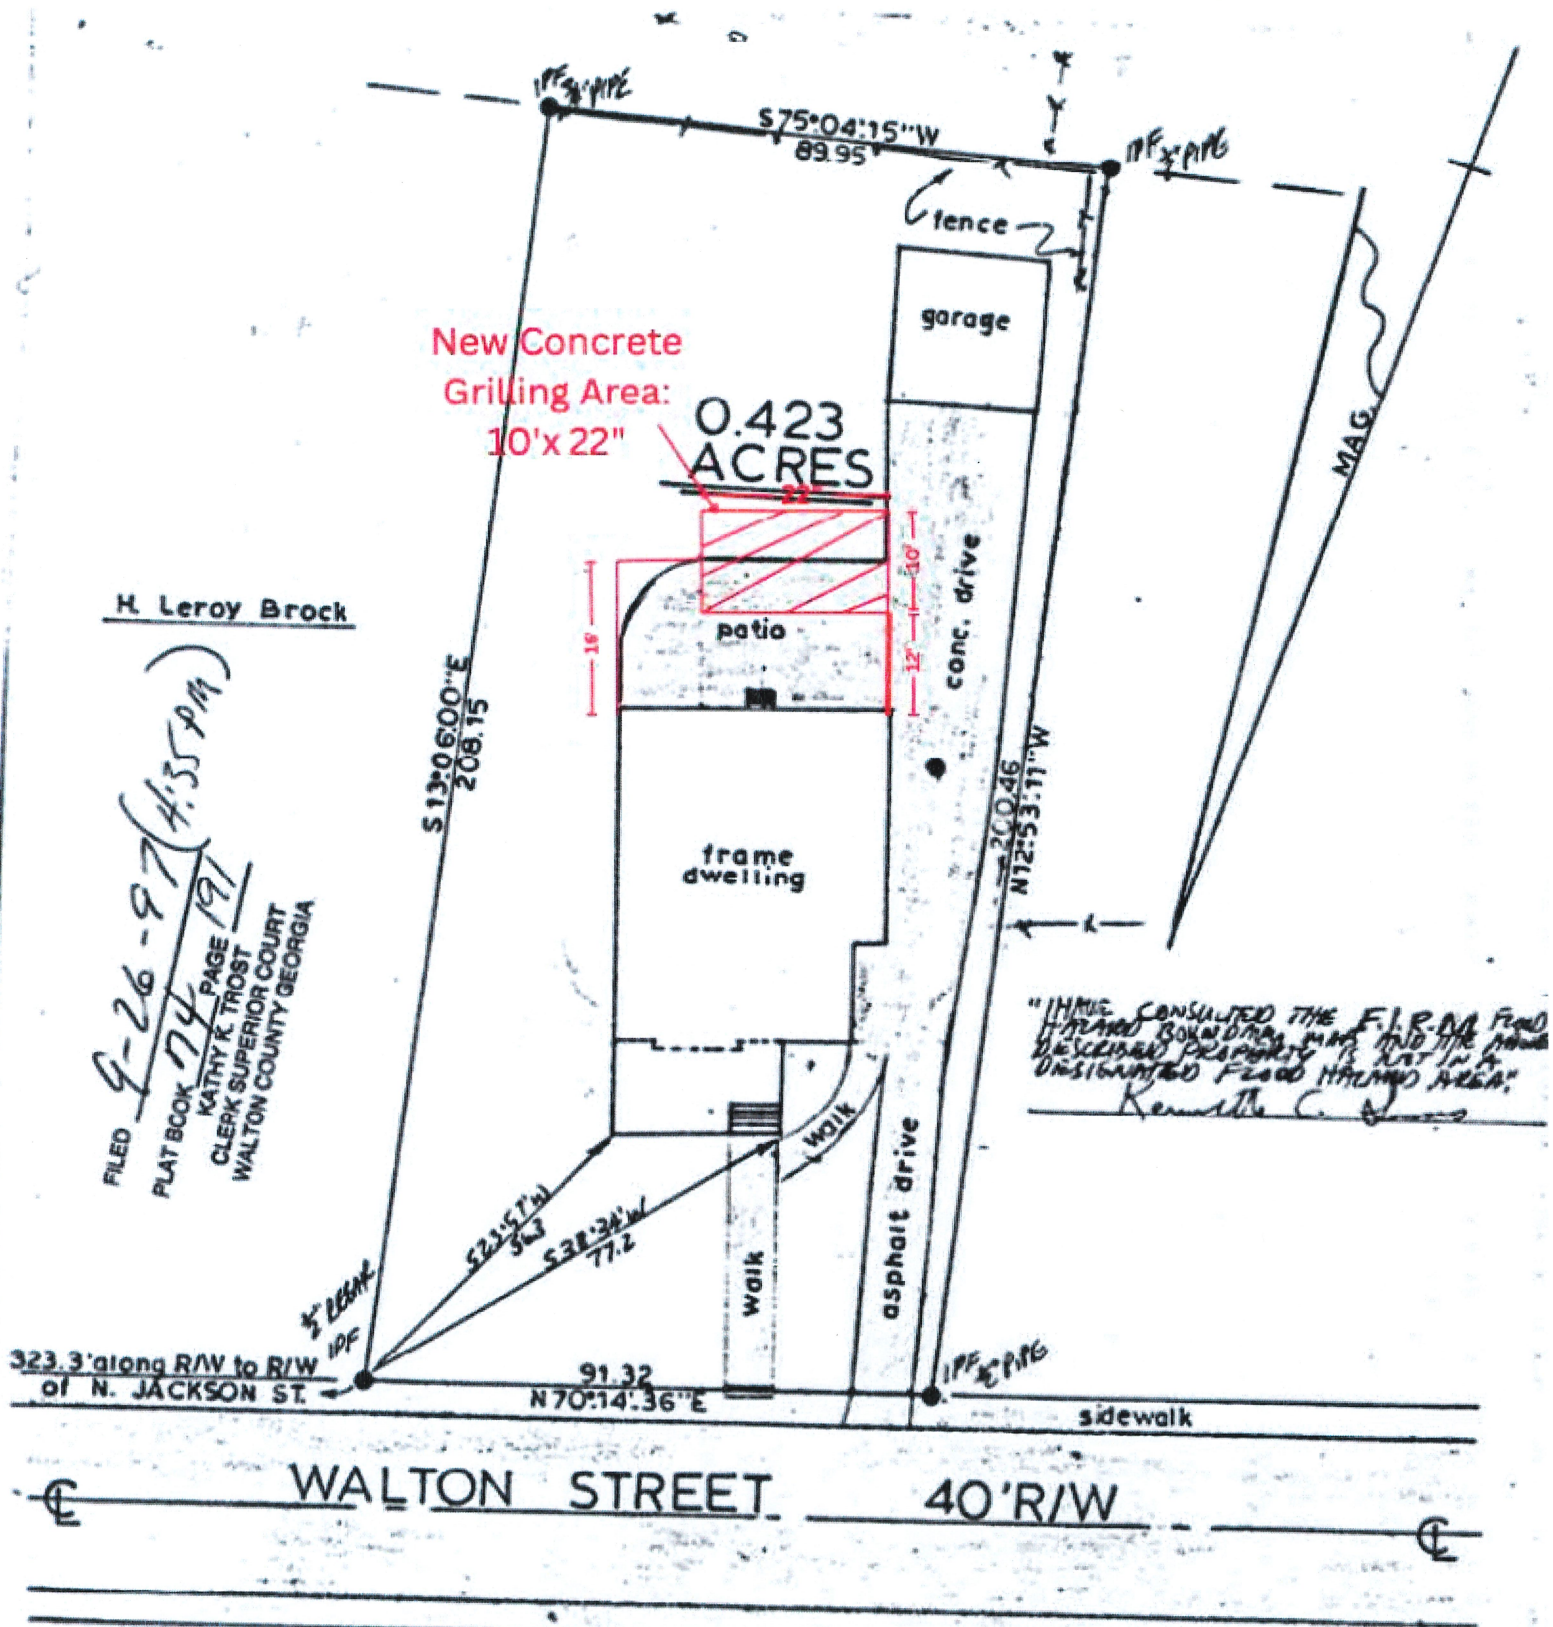 IPF ¾" PIPE
S75°04'15"W
89.95
IPF ½" PIPE
fence
garage
New Concrete
Grilling Area:
10'x 22"
0.423
ACRES
22"
10'
16'
12"
patio
conc. drive
MAG.
H. Leroy Brock
S13°06'00"E
208.15
200.46
N12°53'11"W
frame
dwelling
FILED 9-26-97 (4:35 PM)
PLAT BOOK 74 PAGE 191
KATHY K. TROST
CLERK SUPERIOR COURT
WALTON COUNTY GEORGIA
"I HAVE CONSULTED THE F.I.R.M. FLOOD
HAZARD BOUNDARY MAP AND THE ABOVE
DESCRIBED PROPERTY IS NOT IN A
DESIGNATED FLOOD HAZARD AREA."
Kenneth C.
walk
asphalt drive
S23°57'W
56.3
S38°34'W
77.2
walk
½" REBAR
IPF
323.3' along R/W to R/W
of N. JACKSON ST.
91.32
N70°14'36"E
IPF ½" PIPE
sidewalk
WALTON STREET 40' R/W